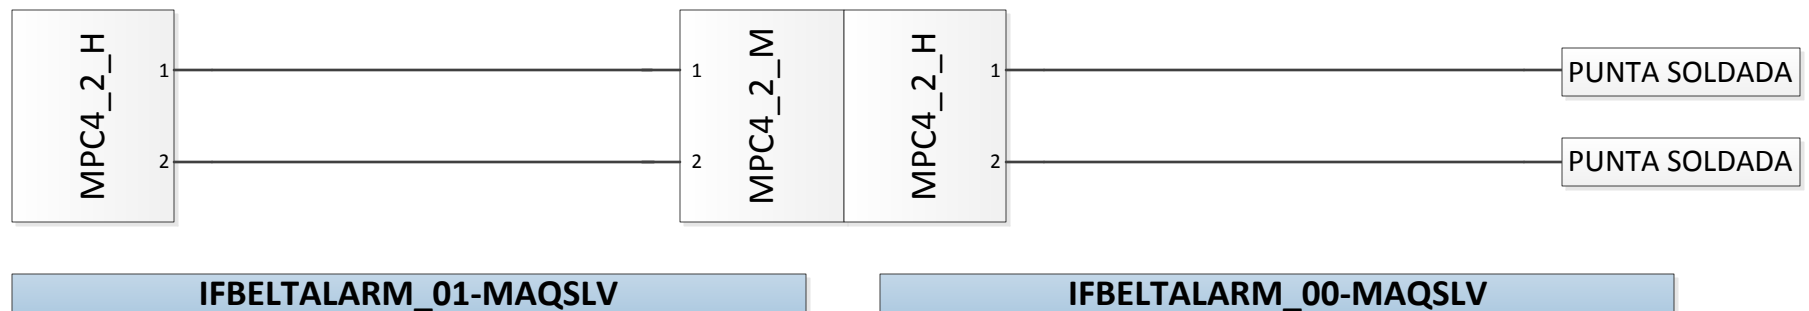 MPC4_2_H
1
2
1
2
MPC4_2_M
MPC4_2_H
1
2
PUNTA SOLDADA
PUNTA SOLDADA
IFBELTALARM_01-MAQSLV
IFBELTALARM_00-MAQSLV